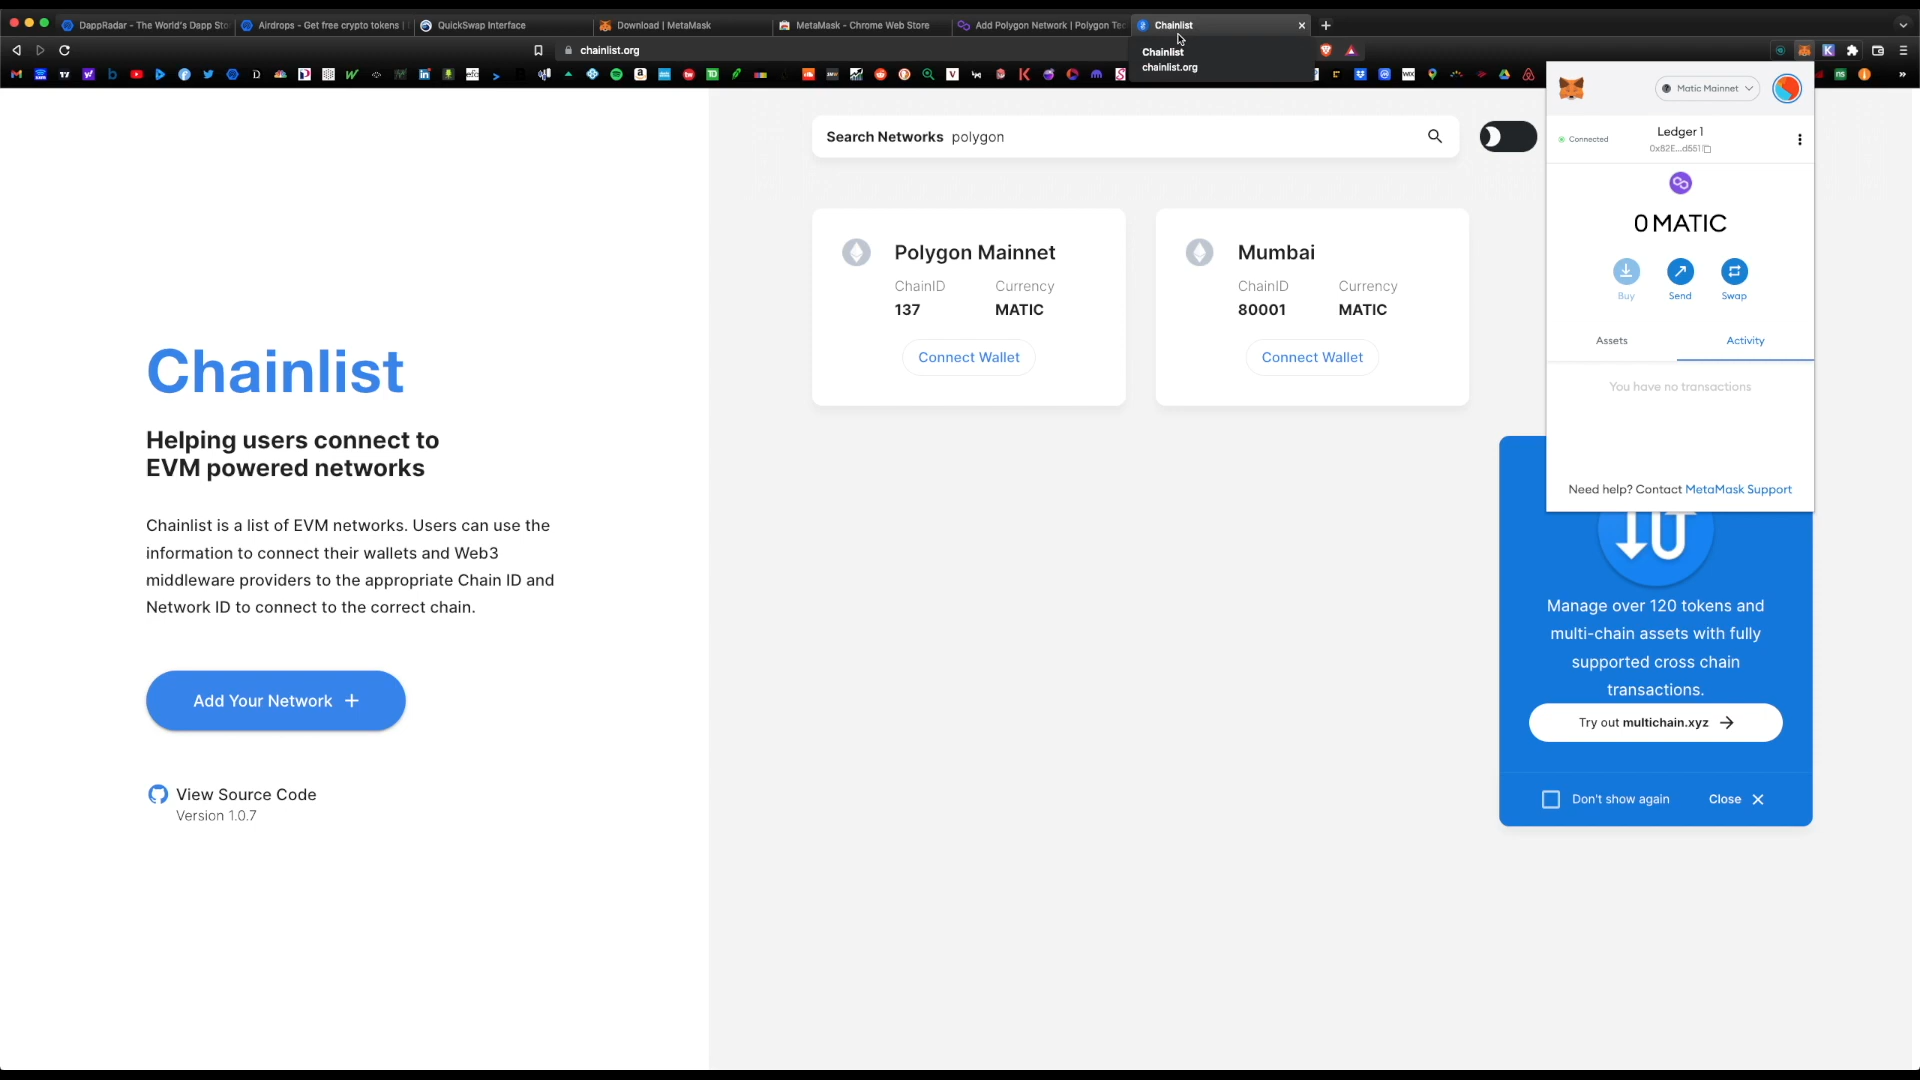 DappRadar - The World's Dapp Sto
Airdrops - Get free crypto tokens |
QuickSwap Interface
Download | MetaMask
MetaMask - Chrome Web Store
Add Polygon Network | Polygon Tec
Chainlist
chainlist.org
Chainlist
chainlist.org
Search Networks polygon
Polygon Mainnet
ChainID
Currency
137
MATIC
Connect Wallet
Mumbai
ChainID
Currency
80001
MATIC
Connect Wallet
Chainlist
Helping users connect to
EVM powered networks
Chainlist is a list of EVM networks. Users can use the
information to connect their wallets and Web3
middleware providers to the appropriate Chain ID and
Network ID to connect to the correct chain.
Add Your Network +
View Source Code
Version 1.0.7
Matic Mainnet
Connected
Ledger 1
0x82E...d551
0 MATIC
Buy
Send
Swap
Assets
Activity
You have no transactions
Need help? Contact MetaMask Support
Manage over 120 tokens and
multi-chain assets with fully
supported cross chain
transactions.
Try out multichain.xyz
Don't show again
Close